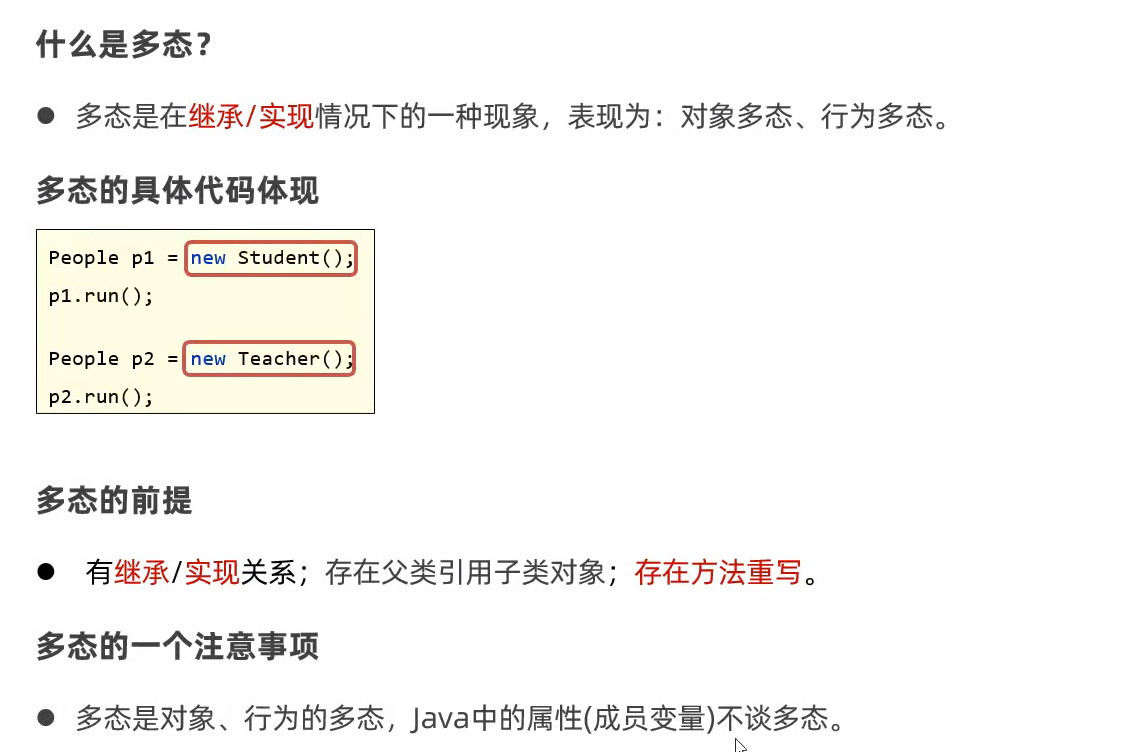 什么是多态？
● 多态是在继承/实现情况下的一种现象，表现为：对象多态、行为多态。
多态的具体代码体现
People p1 = new Student();
p1.run();
People p2 = new Teacher();
p2.run();
多态的前提
● 有继承/实现关系；存在父类引用子类对象；存在方法重写。
多态的一个注意事项
● 多态是对象、行为的多态，Java中的属性(成员变量)不谈多态。